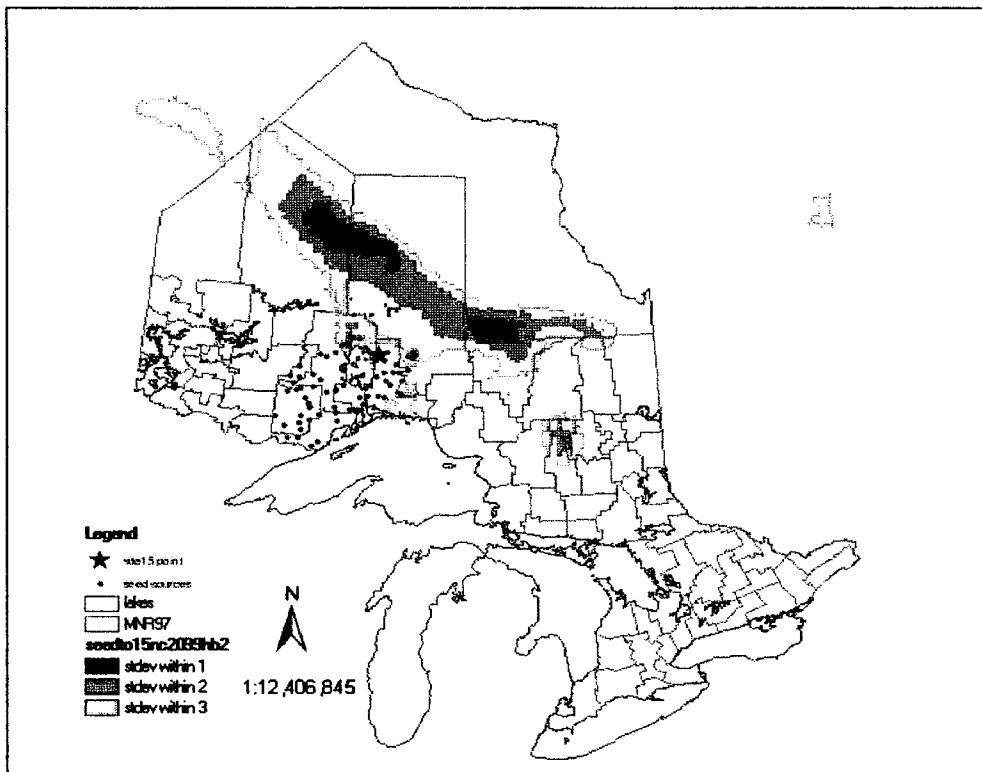 Legend
site15 point
seed sources
lakes
MNR97
seedto15nc2099hb2
stdev within 1
stdev within 2
stdev within 3
N
1:12,406,845